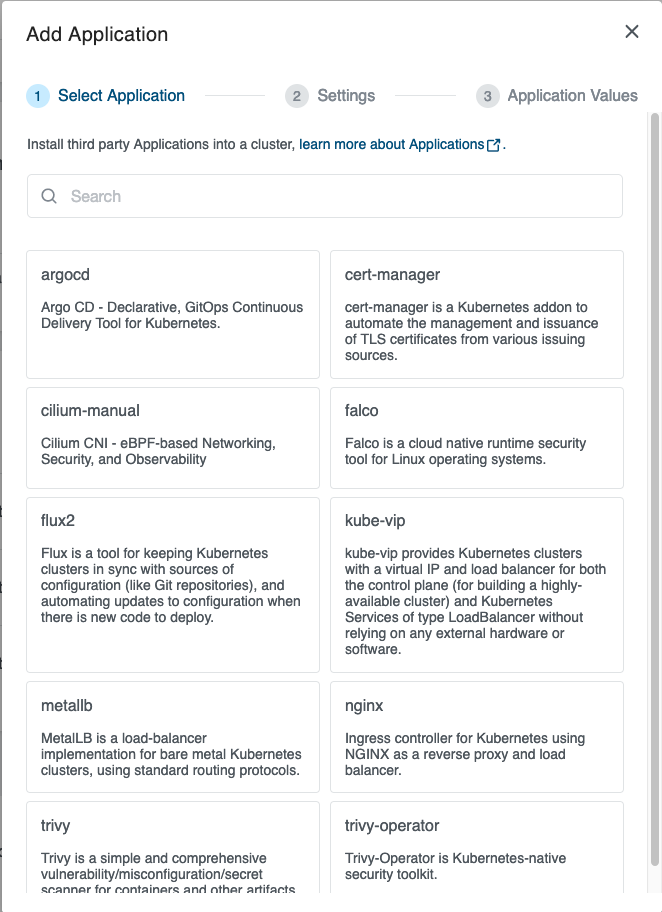 Add Application
1 Select Application 2 Settings 3 Application Values
Install third party Applications into a cluster, learn more about Applications.
Search
argocd
Argo CD - Declarative, GitOps Continuous
Delivery Tool for Kubernetes.
cert-manager
cert-manager is a Kubernetes addon to
automate the management and issuance
of TLS certificates from various issuing
sources.
cilium-manual
Cilium CNI - eBPF-based Networking,
Security, and Observability
falco
Falco is a cloud native runtime security
tool for Linux operating systems.
flux2
Flux is a tool for keeping Kubernetes
clusters in sync with sources of
configuration (like Git repositories), and
automating updates to configuration when
there is new code to deploy.
kube-vip
kube-vip provides Kubernetes clusters
with a virtual IP and load balancer for both
the control plane (for building a highly-
available cluster) and Kubernetes
Services of type LoadBalancer without
relying on any external hardware or
software.
metallb
MetalLB is a load-balancer
implementation for bare metal Kubernetes
clusters, using standard routing protocols.
nginx
Ingress controller for Kubernetes using
NGINX as a reverse proxy and load
balancer.
trivy
Trivy is a simple and comprehensive
vulnerability/misconfiguration/secret
scanner for containers and other artifacts
trivy-operator
Trivy-Operator is Kubernetes-native
security toolkit.